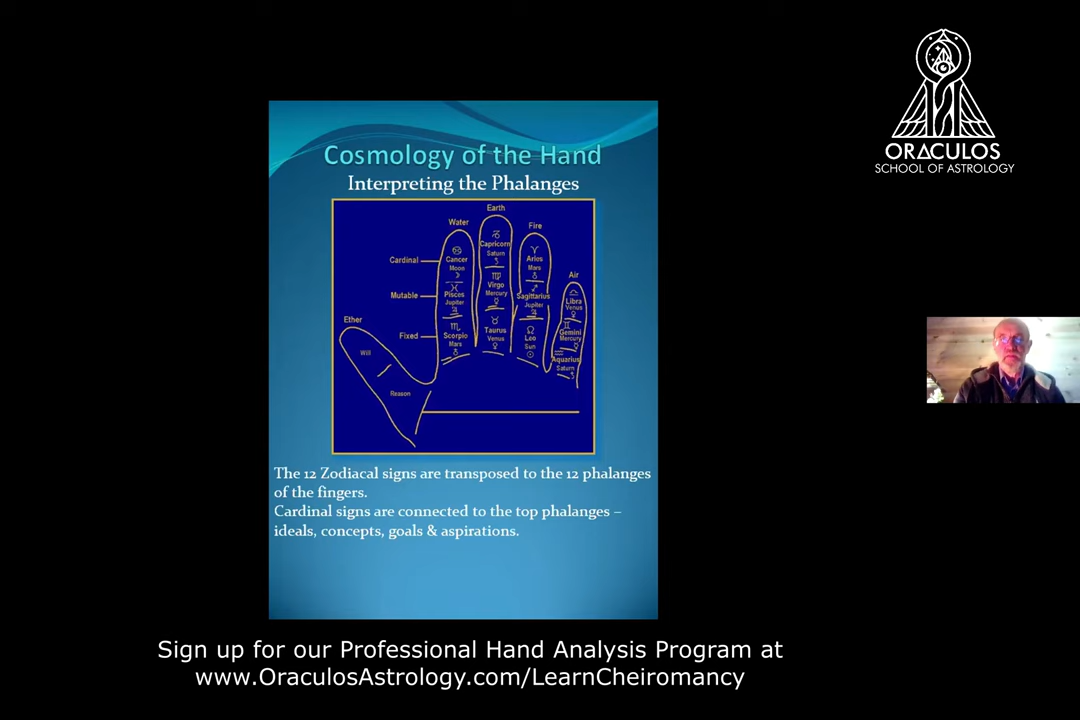 ORACULOS
SCHOOL OF ASTROLOGY
Cosmology of the Hand
Interpreting the Phalanges
Water
Earth
Fire
Air
Ether
Cardinal
Mutable
Fixed
Cancer
Moon
Pisces
Jupiter
Scorpio
Mars
Capricorn
Saturn
Virgo
Mercury
Taurus
Venus
Aries
Mars
Sagittarius
Jupiter
Leo
Sun
Libra
Venus
Gemini
Mercury
Aquarius
Saturn
Will
Reason
The 12 Zodiacal signs are transposed to the 12 phalanges
of the fingers.
Cardinal signs are connected to the top phalanges –
ideals, concepts, goals & aspirations.
Sign up for our Professional Hand Analysis Program at
www.OraculosAstrology.com/LearnCheiromancy